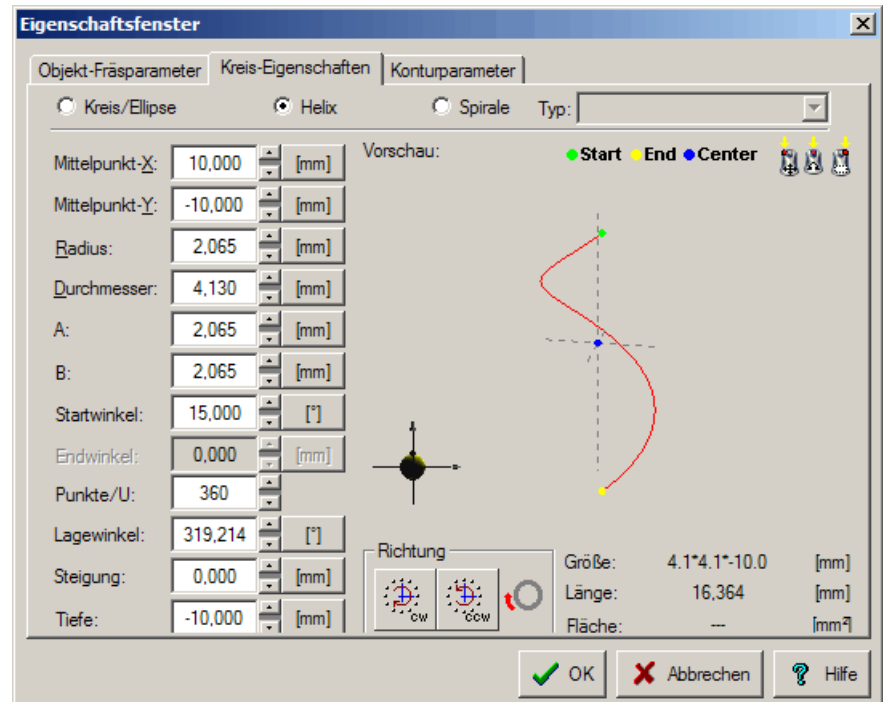 Eigenschaftsfenster
Objekt-Fräsparameter Kreis-Eigenschaften Konturparameter
Kreis/Ellipse Helix Spirale Typ:
Mittelpunkt-X: 10,000 [mm]
Vorschau: Start End Center
Mittelpunkt-Y: -10,000 [mm]
Radius: 2,065 [mm]
Durchmesser: 4,130 [mm]
A: 2,065 [mm]
B: 2,065 [mm]
Startwinkel: 15,000 [°]
Endwinkel: 0,000 [mm]
Punkte/U: 360
Lagewinkel: 319,214 [°]
Steigung: 0,000 [mm]
Tiefe: -10,000 [mm]
Richtung
cw ccw
Größe: 4.1*4.1*-10.0 [mm]
Länge: 16,364 [mm]
Fläche: --- [mm²]
OK Abbrechen Hilfe